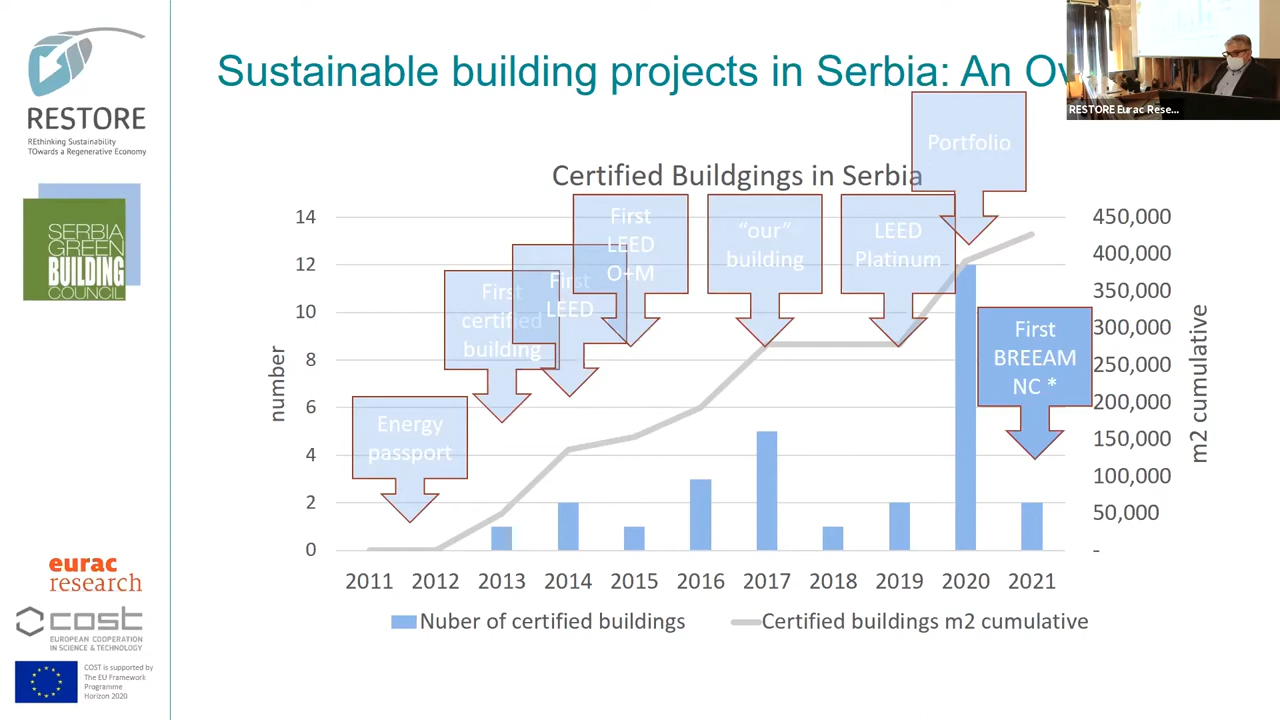 RESTORE
REthinking Sustainability
TOwards a Regenerative Economy
SERBIA
GREEN
BUILDING
COUNCIL
eurac
research
cost
EUROPEAN COOPERATION
IN SCIENCE & TECHNOLOGY
COST is supported by
The EU Framework
Programme
Horizon 2020
Sustainable building projects in Serbia: An Ov
RESTORE Eurac Rese...
Certified Buildgings in Serbia
Portfolio
First
LEED
O+M
"our"
building
LEED
Platinum
First
LEED
First
certified
building
Energy
passport
First
BREEAM
NC *
number
14
12
10
8
6
4
2
0
450,000
400,000
350,000
300,000
250,000
200,000
150,000
100,000
50,000
-
m2 cumulative
2011 2012 2013 2014 2015 2016 2017 2018 2019 2020 2021
Nuber of certified buildings
Certified buildings m2 cumulative